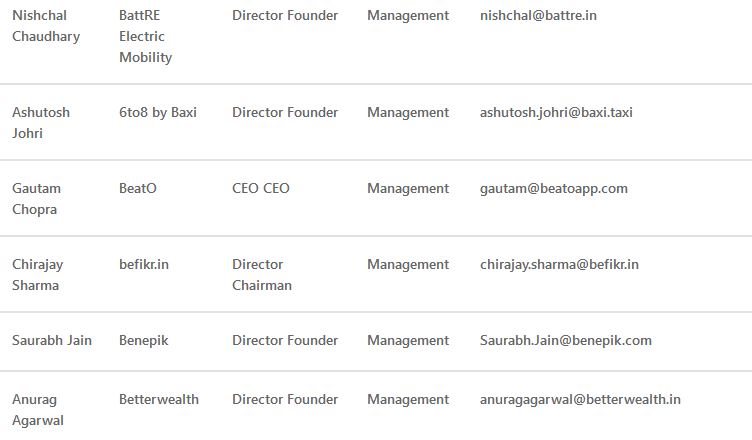 Nishchal BattRE Director Founder Management nishchal@battre.in
Chaudhary Electric
Mobility
Ashutosh 6to8 by Baxi Director Founder Management ashutosh.johri@baxi.taxi
Johri
Gautam BeatO CEO CEO Management gautam@beatoapp.com
Chopra
Chirajay befikr.in Director Management chirajay.sharma@befikr.in
Sharma Chairman
Saurabh Jain Benepik Director Founder Management Saurabh.Jain@benepik.com
Anurag Betterwealth Director Founder Management anuragagarwal@betterwealth.in
Agarwal